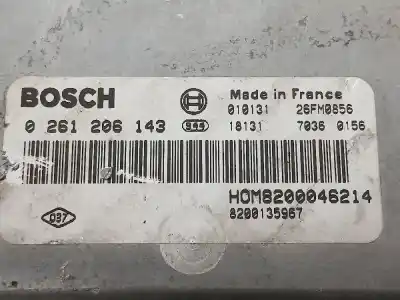 BOSCH
Made in France
010131 26FM0856
0 261 206 143
18131 7036 0156
HOM8200046214
8200135967